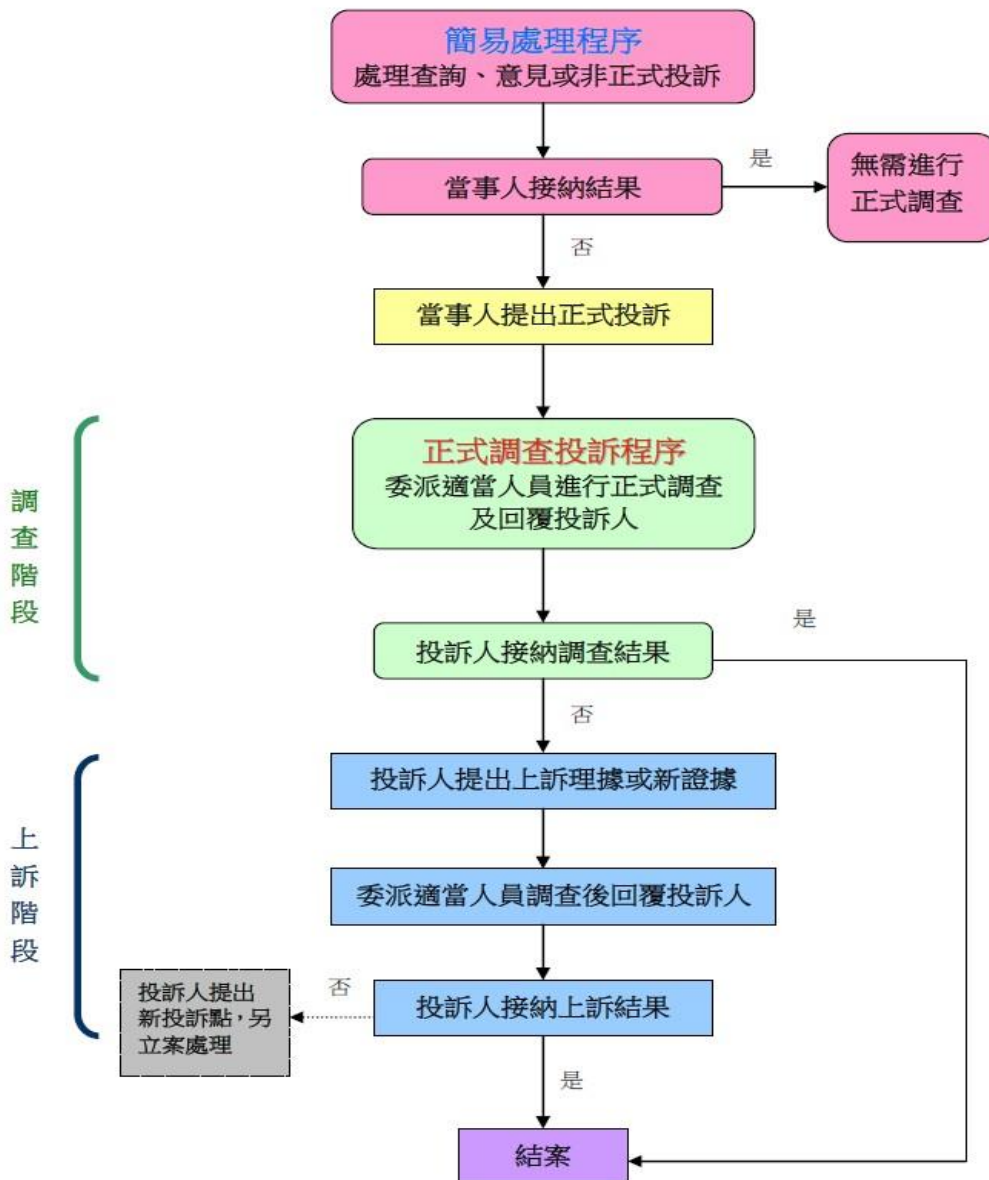 簡易處理程序
處理查詢、意見或非正式投訴
當事人接納結果
是
無需進行
正式調查
否
當事人提出正式投訴
調查階段
正式調查投訴程序
委派適當人員進行正式調查
及回覆投訴人
投訴人接納調查結果
是
否
上訴階段
投訴人提出上訴理據或新證據
委派適當人員調查後回覆投訴人
投訴人接納上訴結果
否
投訴人提出
新投訴點，另
立案處理
是
結案